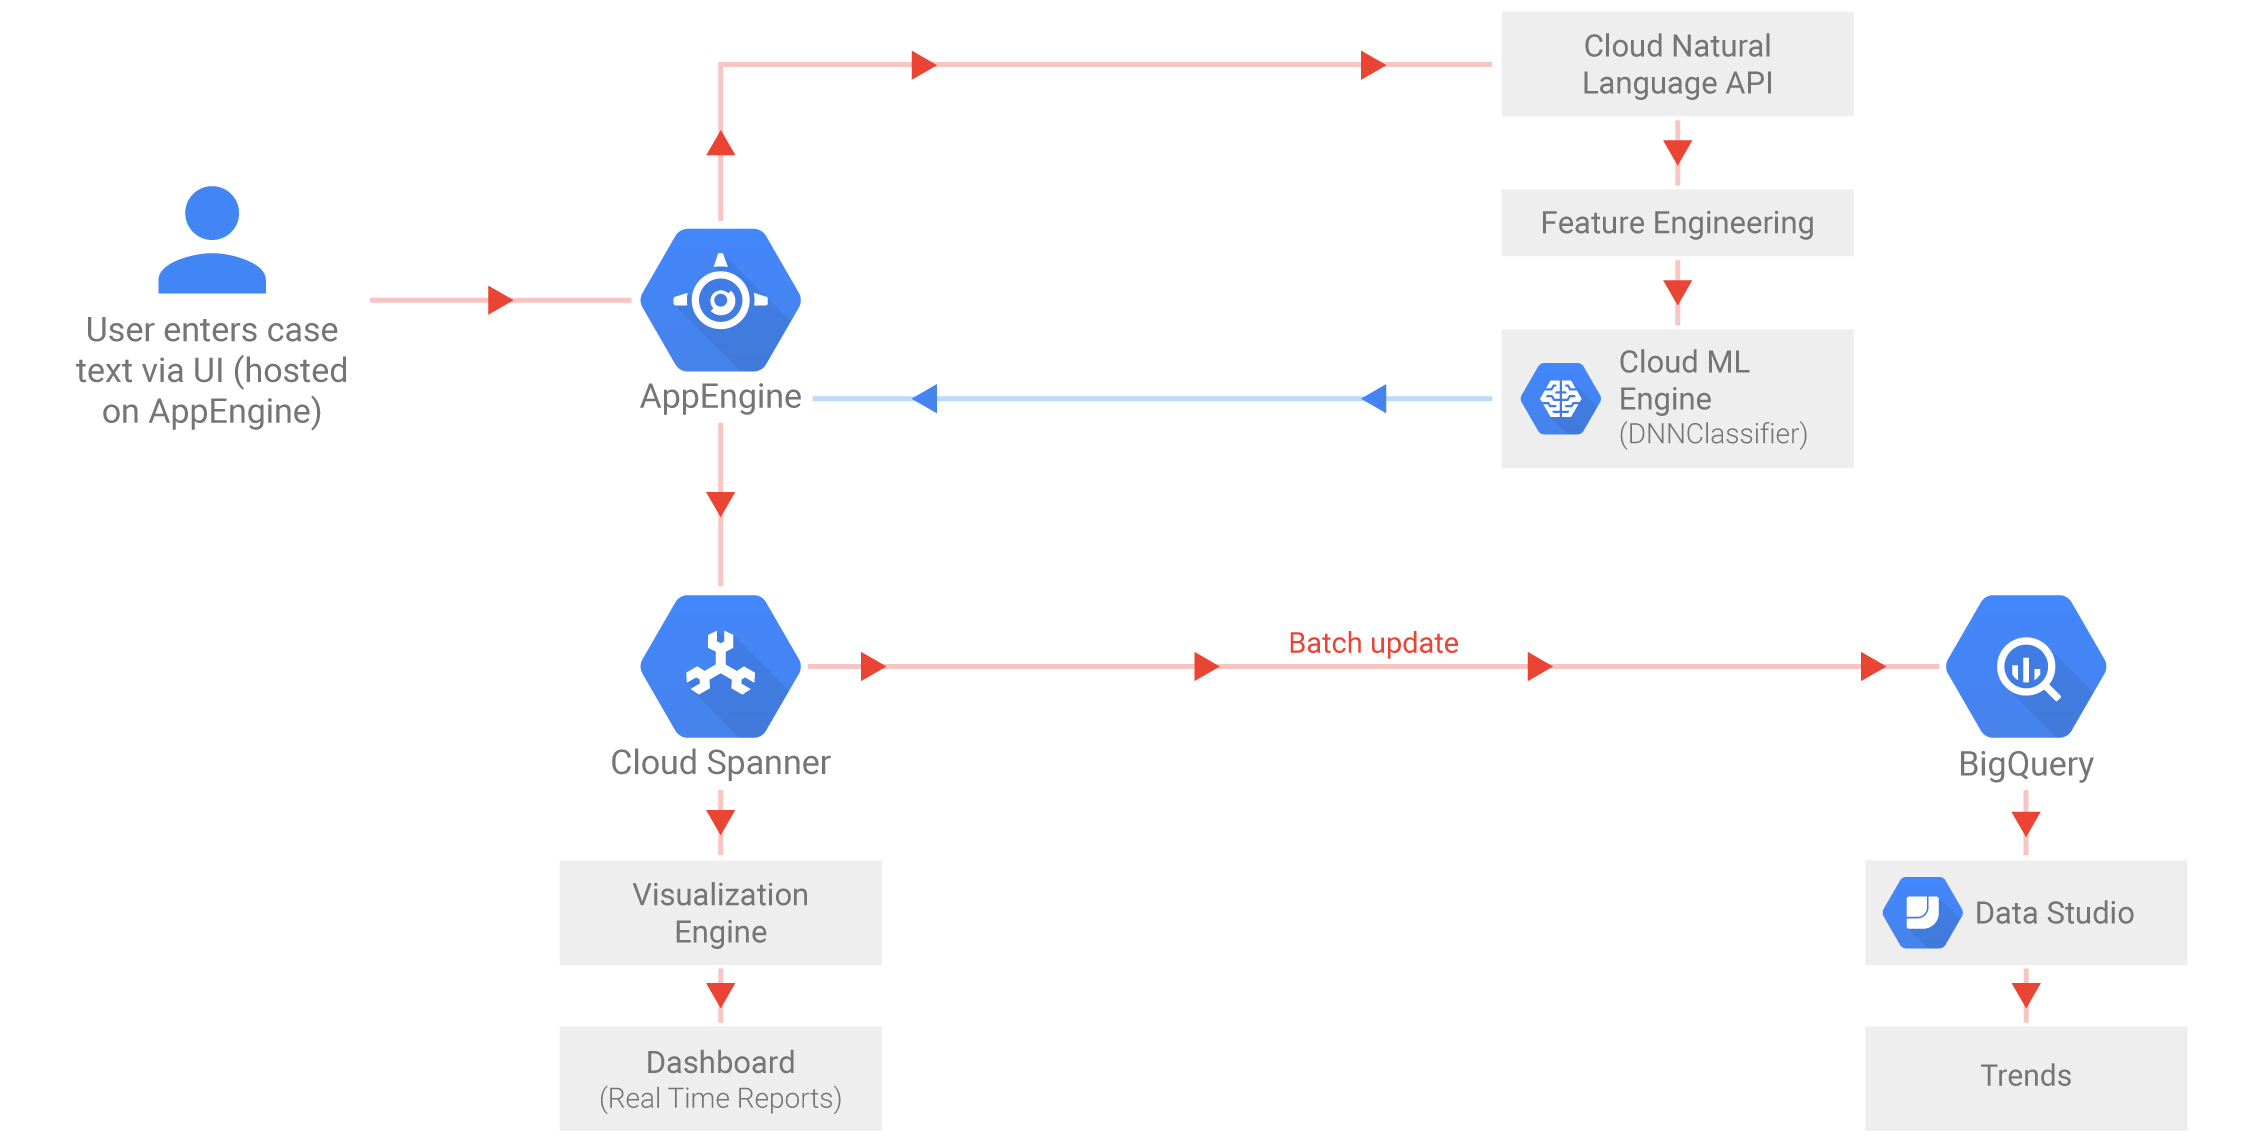 Cloud Natural
Language API
Feature Engineering
Cloud ML
Engine
(DNNClassifier)
User enters case
text via UI (hosted
on AppEngine)
AppEngine
Batch update
Cloud Spanner
BigQuery
Visualization
Engine
Data Studio
Dashboard
(Real Time Reports)
Trends